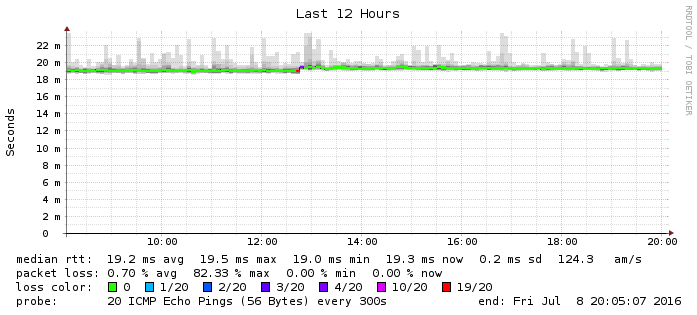 Last 12 Hours
RRDTOOL / TOBI OETIKER
Seconds
22 m
20 m
18 m
16 m
14 m
12 m
10 m
8 m
6 m
4 m
2 m
0
10:00 12:00 14:00 16:00 18:00 20:00
median rtt: 19.2 ms avg 19.5 ms max 19.0 ms min 19.3 ms now 0.2 ms sd 124.3 am/s
packet loss: 0.70 % avg 82.33 % max 0.00 % min 0.00 % now
loss color: 0 1/20 2/20 3/20 4/20 10/20 19/20
probe: 20 ICMP Echo Pings (56 Bytes) every 300s end: Fri Jul 8 20:05:07 2016